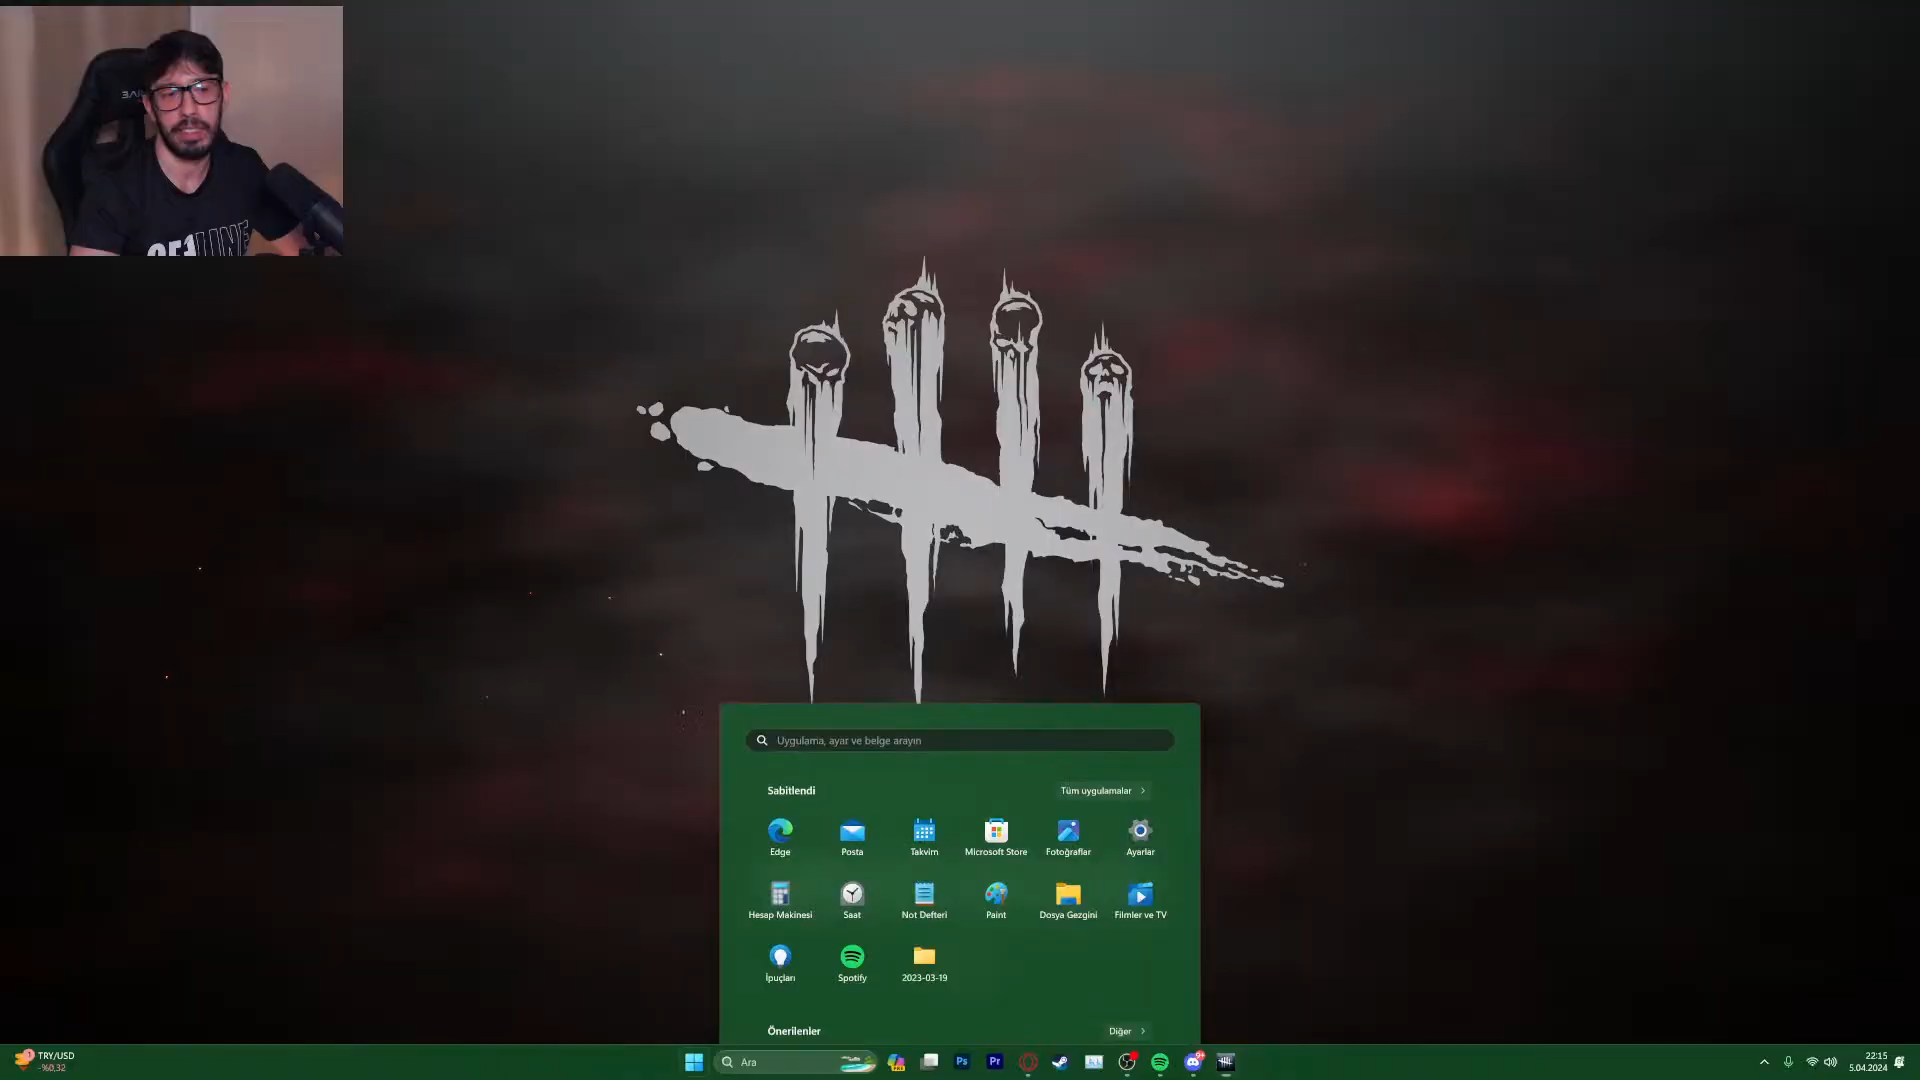 Uygulama, ayar ve belge arayın
Sabitlendi
Tüm uygulamalar
Edge
Posta
Takvim
Microsoft Store
Fotoğraflar
Ayarlar
Hesap Makinesi
Saat
Not Defteri
Paint
Dosya Gezgini
Filmler ve TV
İpuçları
Spotify
2023-03-19
Önerilenler
Diğer
TRY/USD
-%0,32
Ara
Ps
Pr
22:15
5.04.2024